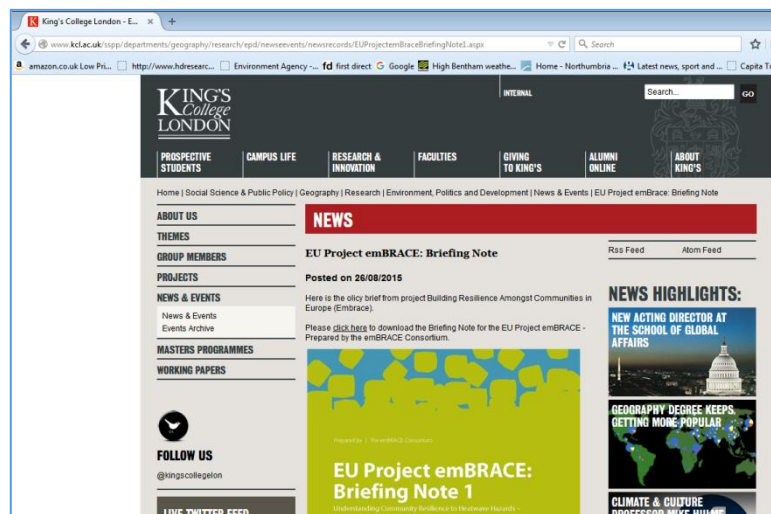 King's College London - E...
www.kcl.ac.uk/sspp/departments/geography/research/epd/newseevents/newsrecords/EUProjectemBraceBriefingNote1.aspx
Search
amazon.co.uk Low Pri... http://www.hdresearc... Environment Agency -... fd first direct G Google High Bentham weathe... Home - Northumbria ... Latest news, sport and ... Capita Tr
KING'S
College
LONDON
INTERNAL
Search...
GO
PROSPECTIVE STUDENTS
CAMPUS LIFE
RESEARCH & INNOVATION
FACULTIES
GIVING TO KING'S
ALUMNI ONLINE
ABOUT KING'S
Home | Social Science & Public Policy | Geography | Research | Environment, Politics and Development | News & Events | EU Project emBrace: Briefing Note
ABOUT US
THEMES
GROUP MEMBERS
PROJECTS
NEWS & EVENTS
News & Events
Events Archive
MASTERS PROGRAMMES
WORKING PAPERS
FOLLOW US
@kingscollegelon
LIVE TWITTER FEED
NEWS
EU Project emBRACE: Briefing Note
Posted on 26/08/2015
Here is the olicy brief from project Building Resilience Amongst Communities in
Europe (Embrace).
Please click here to download the Briefing Note for the EU Project emBRACE -
Prepared by the emBRACE Consortium.
Prepared by | The emBRACE Consortium
EU Project emBRACE:
Briefing Note 1
Understanding Community Resilience to Heatwave Hazards –
Rss Feed
Atom Feed
NEWS HIGHLIGHTS:
NEW ACTING DIRECTOR AT
THE SCHOOL OF GLOBAL
AFFAIRS
GEOGRAPHY DEGREE KEEPS
GETTING MORE POPULAR
CLIMATE & CULTURE
PROFESSOR MIKE HULME